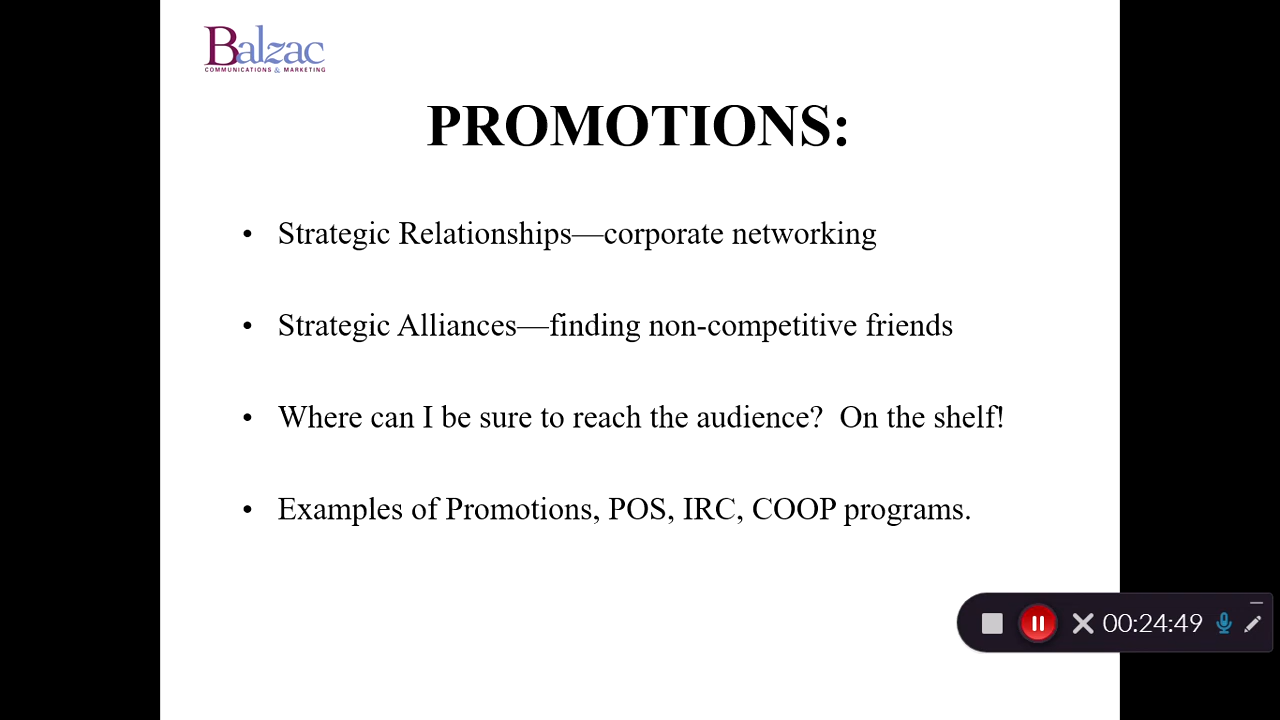 Balzac
COMMUNICATIONS & MARKETING
PROMOTIONS:
• Strategic Relationships—corporate networking
• Strategic Alliances—finding non-competitive friends
• Where can I be sure to reach the audience?  On the shelf!
• Examples of Promotions, POS, IRC, COOP programs.
00:24:49